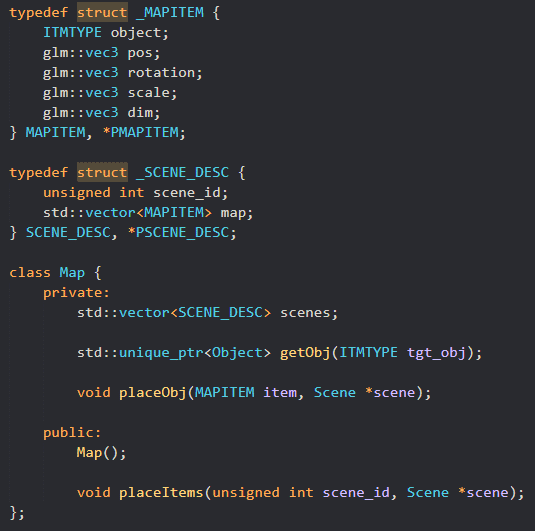 typedef struct _MAPITEM {
    ITMTYPE object;
    glm::vec3 pos;
    glm::vec3 rotation;
    glm::vec3 scale;
    glm::vec3 dim;
} MAPITEM, *PMAPITEM;

typedef struct _SCENE_DESC {
    unsigned int scene_id;
    std::vector<MAPITEM> map;
} SCENE_DESC, *PSCENE_DESC;

class Map {
    private:
        std::vector<SCENE_DESC> scenes;

        std::unique_ptr<Object> getObj(ITMTYPE tgt_obj);

        void placeObj(MAPITEM item, Scene *scene);

    public:
        Map();

        void placeItems(unsigned int scene_id, Scene *scene);
};